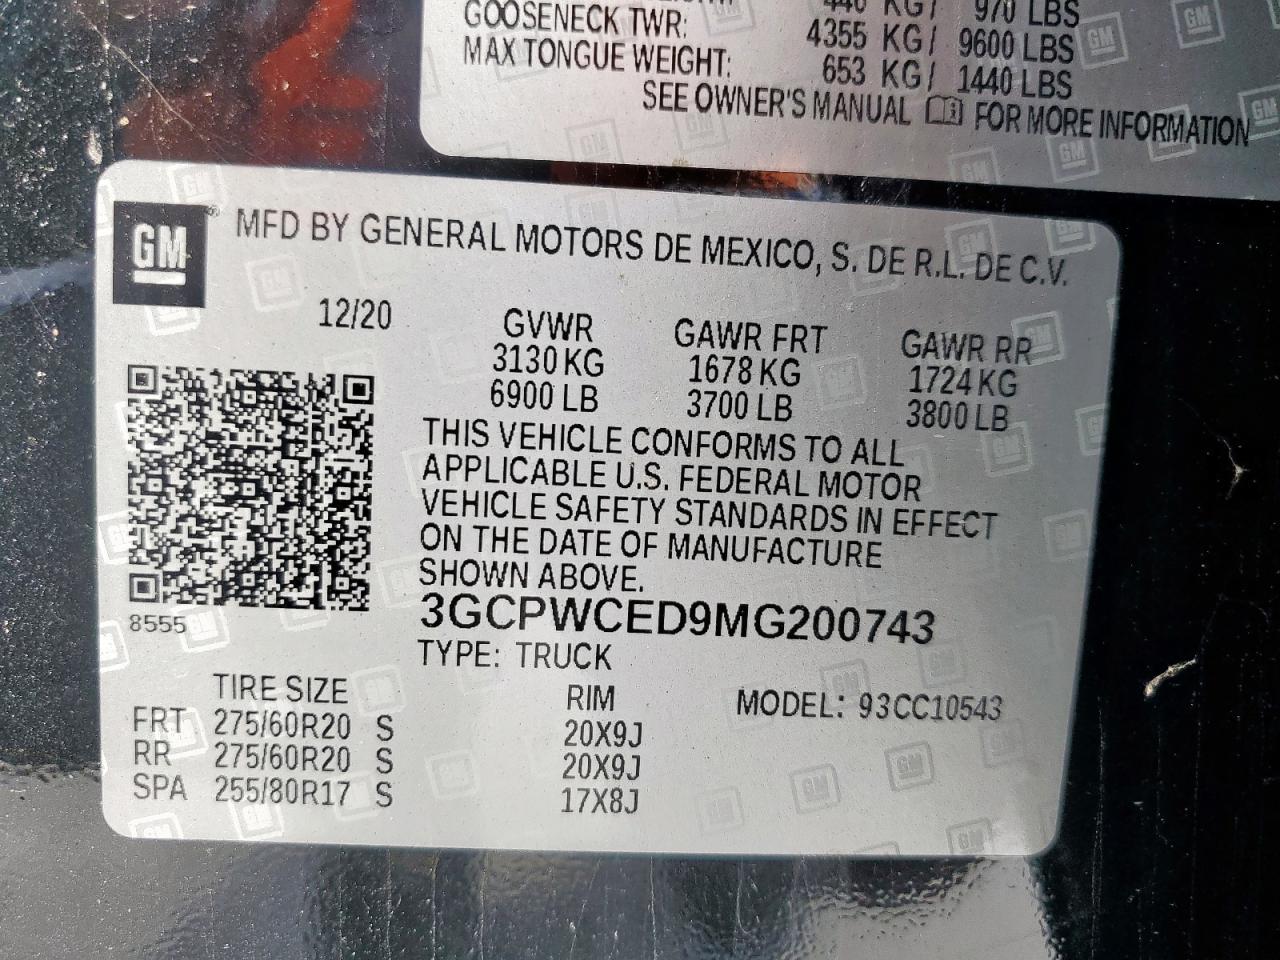 440 KG/ 970 LBS
GOOSENECK TWR: 4355 KG/ 9600 LBS
MAX TONGUE WEIGHT: 653 KG/ 1440 LBS
SEE OWNER'S MANUAL FOR MORE INFORMATION
GM
MFD BY GENERAL MOTORS DE MEXICO, S. DE R.L. DE C.V.
12/20 GVWR GAWR FRT GAWR RR
3130 KG 1678 KG 1724 KG
6900 LB 3700 LB 3800 LB
THIS VEHICLE CONFORMS TO ALL
APPLICABLE U.S. FEDERAL MOTOR
VEHICLE SAFETY STANDARDS IN EFFECT
ON THE DATE OF MANUFACTURE
SHOWN ABOVE.
8555
3GCPWCED9MG200743
TYPE: TRUCK
TIRE SIZE RIM MODEL: 93CC10543
FRT 275/60R20 S 20X9J
RR 275/60R20 S 20X9J
SPA 255/80R17 S 17X8J